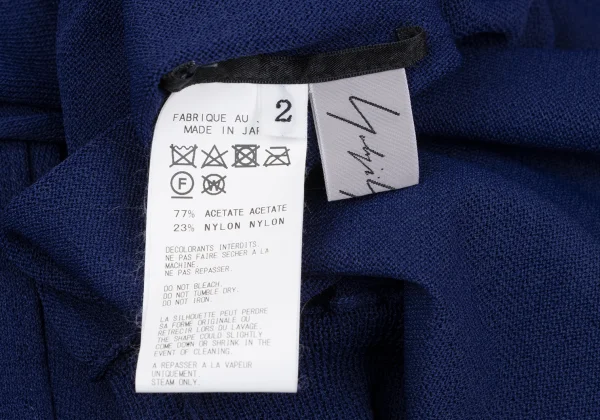 FABRIQUE AU
2
MADE IN JAP
F
W
77% ACETATE ACETATE
23% NYLON NYLON
DECOLORANTS INTERDITS.
NE PAS FAIRE SECHER A LA
MACHINE.
NE PAS REPASSER.
DO NOT BLEACH.
DO NOT TUMBLE DRY.
DO NOT IRON.
LA SILHOUETTE PEUT PERDRE
SA FORME ORIGINALE OU
RETRECIR LORS DU LAVAGE.
THE SHAPE COULD SLIGHTLY
COME DOWN OR SHRINK IN THE
EVENT OF CLEANING.
A REPASSER A LA VAPEUR
UNIQUEMENT.
STEAM ONLY.